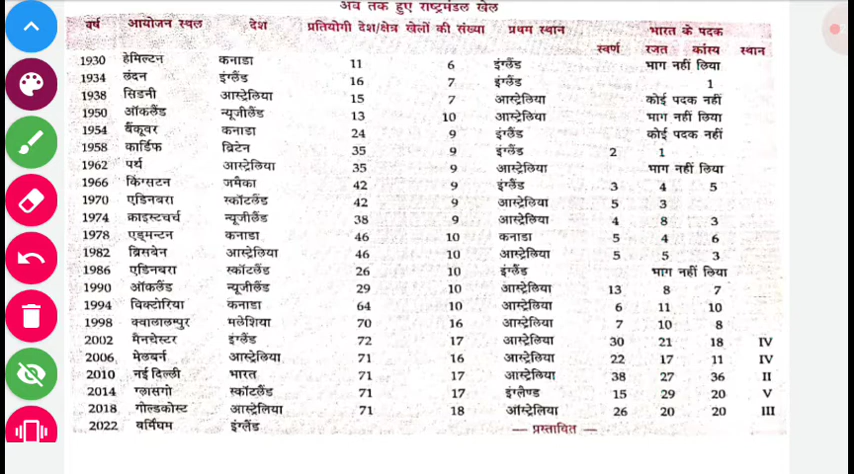 अब तक हुए राष्ट्रमंडल खेल
वर्ष आयोजन स्थल देश प्रतियोगी देश/क्षेत्र खेलों की संख्या प्रथम स्थान भारत के पदक
स्वर्ण रजत कांस्य स्थान
1930 हेमिल्टन कनाडा 11 6 इंग्लैंड भाग नहीं लिया
1934 लंदन इंग्लैंड 16 7 इंग्लैंड 1
1938 सिडनी आस्ट्रेलिया 15 7 आस्ट्रेलिया कोई पदक नहीं
1950 ऑकलैंड न्यूजीलैंड 13 10 आस्ट्रेलिया भाग नहीं लिया
1954 बैंकूवर कनाडा 24 9 इंग्लैंड कोई पदक नहीं
1958 कार्डिफ ब्रिटेन 35 9 इंग्लैंड 2 1
1962 पर्थ आस्ट्रेलिया 35 9 आस्ट्रेलिया भाग नहीं लिया
1966 किंग्सटन जमैका 42 9 इंग्लैंड 3 4 5
1970 एडिनबरा स्कॉटलैंड 42 9 आस्ट्रेलिया 5 3
1974 क्राइस्टचर्च न्यूजीलैंड 38 9 आस्ट्रेलिया 4 8 3
1978 एड्मन्टन कनाडा 46 10 कनाडा 5 4 6
1982 ब्रिसबेन आस्ट्रेलिया 46 10 आस्ट्रेलिया 5 5 3
1986 एडिनबरा स्कॉटलैंड 26 10 इंग्लैंड भाग नहीं लिया
1990 ऑकलैंड न्यूजीलैंड 29 10 आस्ट्रेलिया 13 8 7
1994 विक्टोरिया कनाडा 64 10 आस्ट्रेलिया 6 11 10
1998 क्वालालम्पुर मलेशिया 70 16 आस्ट्रेलिया 7 10 8
2002 मैनचेस्टर इंग्लैंड 72 17 आस्ट्रेलिया 30 21 18 IV
2006 मेलबर्न आस्ट्रेलिया 71 16 आस्ट्रेलिया 22 17 11 IV
2010 नई दिल्ली भारत 71 17 आस्ट्रेलिया 38 27 36 II
2014 ग्लासगो स्कॉटलैंड 71 17 इंग्लैण्ड 15 29 20 V
2018 गोल्डकोस्ट आस्ट्रेलिया 71 18 ऑस्ट्रेलिया 26 20 20 III
2022 बर्मिंघम इंग्लैंड — प्रस्तावित —